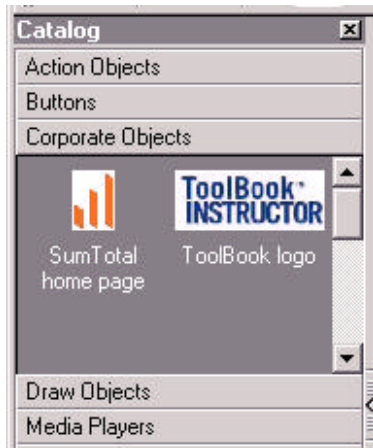 Catalog
Action Objects
Buttons
Corporate Objects
ToolBook
INSTRUCTOR
SumTotal
home page
ToolBook logo
Draw Objects
Media Players